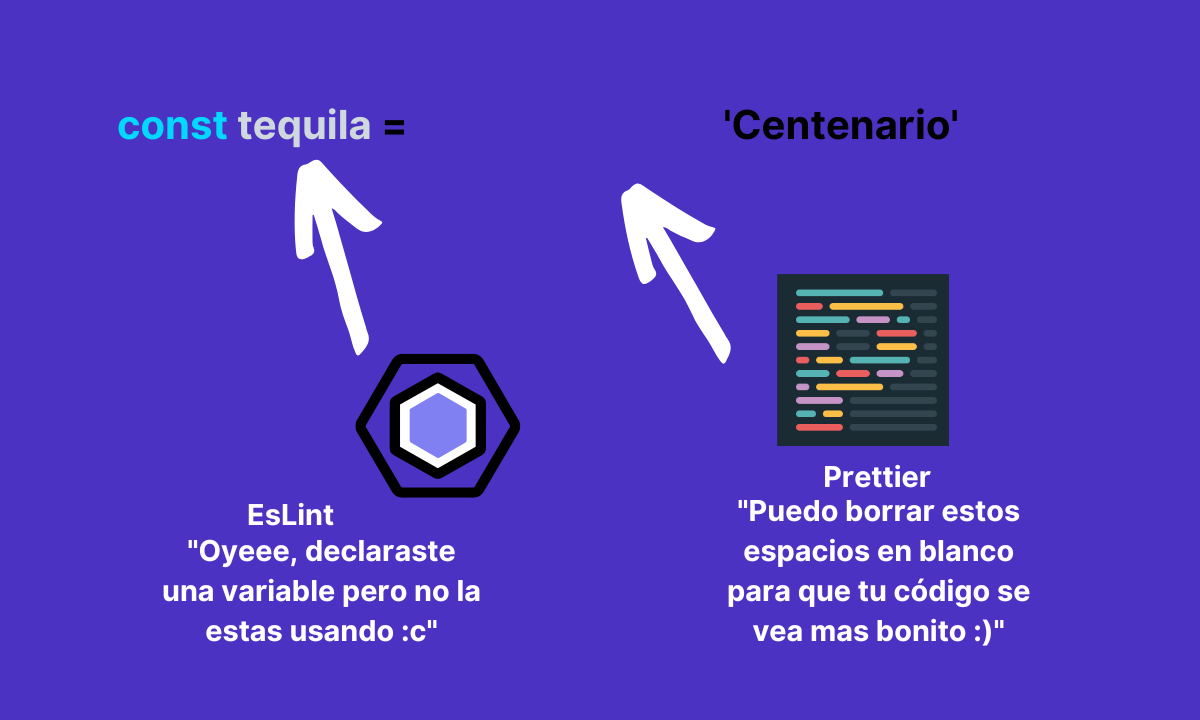 const tequila = 'Centenario'
EsLint
"Oyeee, declaraste
una variable pero no la
estas usando :c"
Prettier
"Puedo borrar estos
espacios en blanco
para que tu código se
vea mas bonito :)"